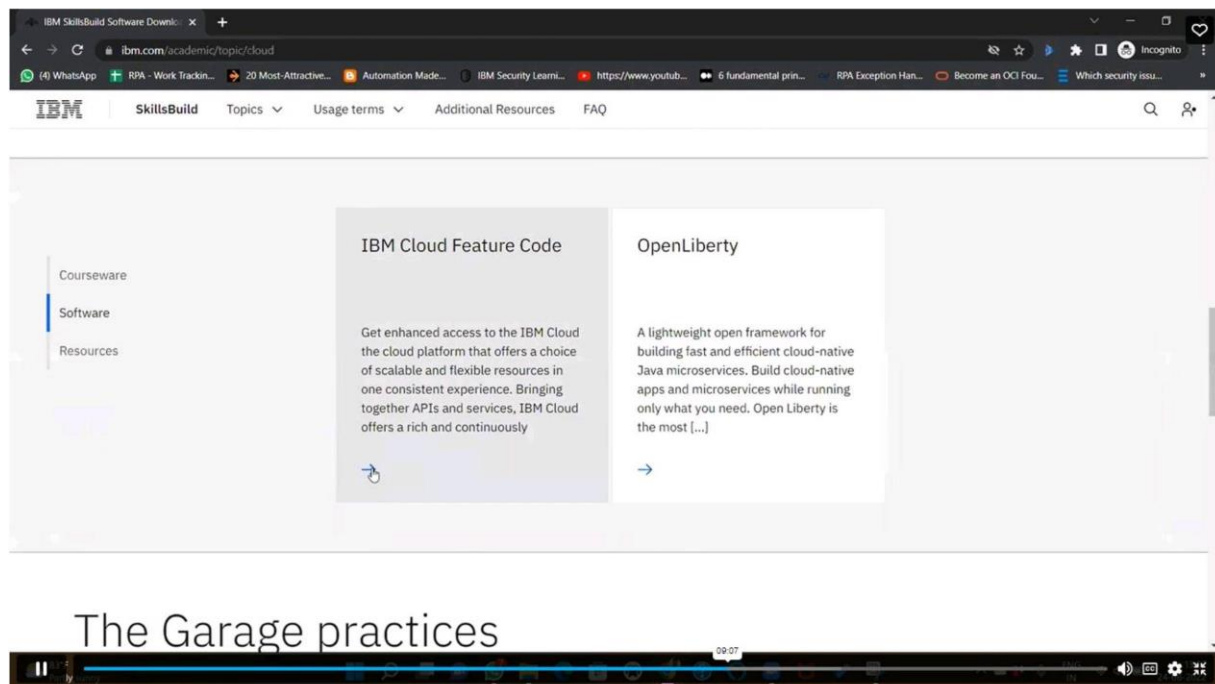 IBM SkillsBuild Software Downlo
ibm.com/academic/topic/cloud
Incognito
(4) WhatsApp RPA - Work Trackin... 20 Most-Attractive... Automation Made... IBM Security Learni... https://www.youtub... 6 fundamental prin... RPA Exception Han... Become an OCI Fou... Which security issu... »
IBM SkillsBuild Topics Usage terms Additional Resources FAQ
Courseware
Software
Resources
IBM Cloud Feature Code
Get enhanced access to the IBM Cloud
the cloud platform that offers a choice
of scalable and flexible resources in
one consistent experience. Bringing
together APIs and services, IBM Cloud
offers a rich and continuously
OpenLiberty
A lightweight open framework for
building fast and efficient cloud-native
Java microservices. Build cloud-native
apps and microservices while running
only what you need. Open Liberty is
the most [...]
The Garage practices
09:07
ENG
IN
CC